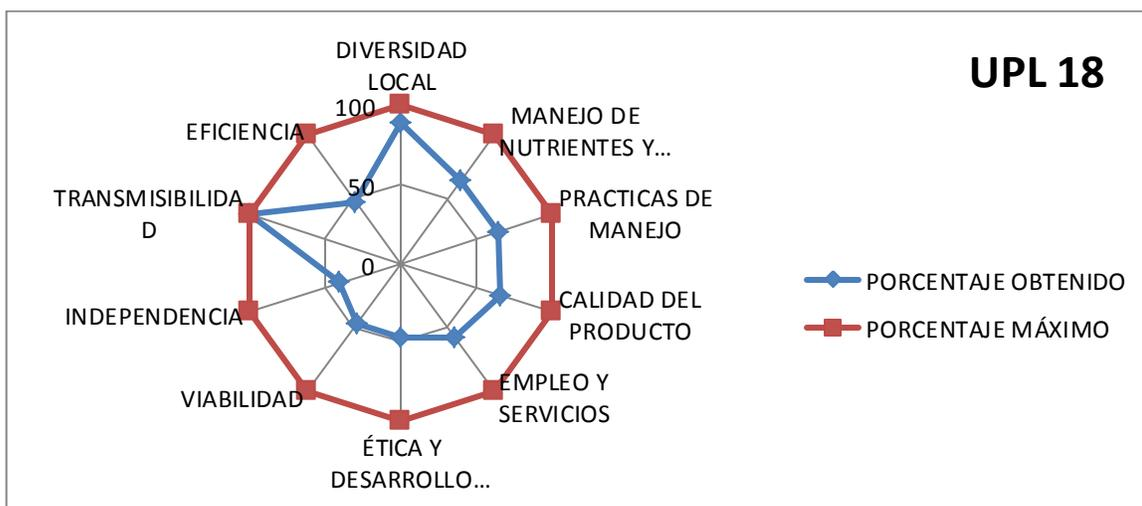 UPL 18
DIVERSIDAD
LOCAL
MANEJO DE
NUTRIENTES Y...
PRACTICAS DE
MANEJO
CALIDAD DEL
PRODUCTO
EMPLEO Y
SERVICIOS
ÉTICA Y
DESARROLLO...
VIABILIDAD
INDEPENDENCIA
TRANSMISIBILIDA
D
EFICIENCIA
100
50
0
PORCENTAJE OBTENIDO
PORCENTAJE MÁXIMO